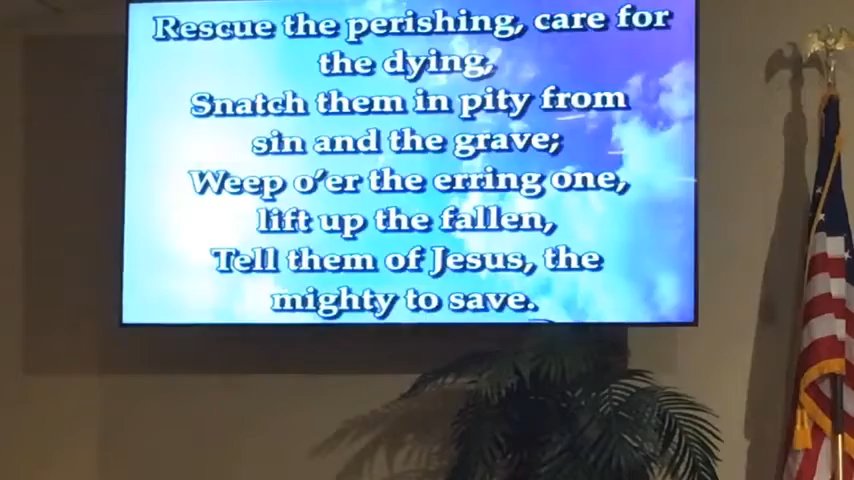 Rescue the perishing, care for
the dying,
Snatch them in pity from
sin and the grave;
Weep o'er the erring one,
lift up the fallen,
Tell them of Jesus, the
mighty to save.